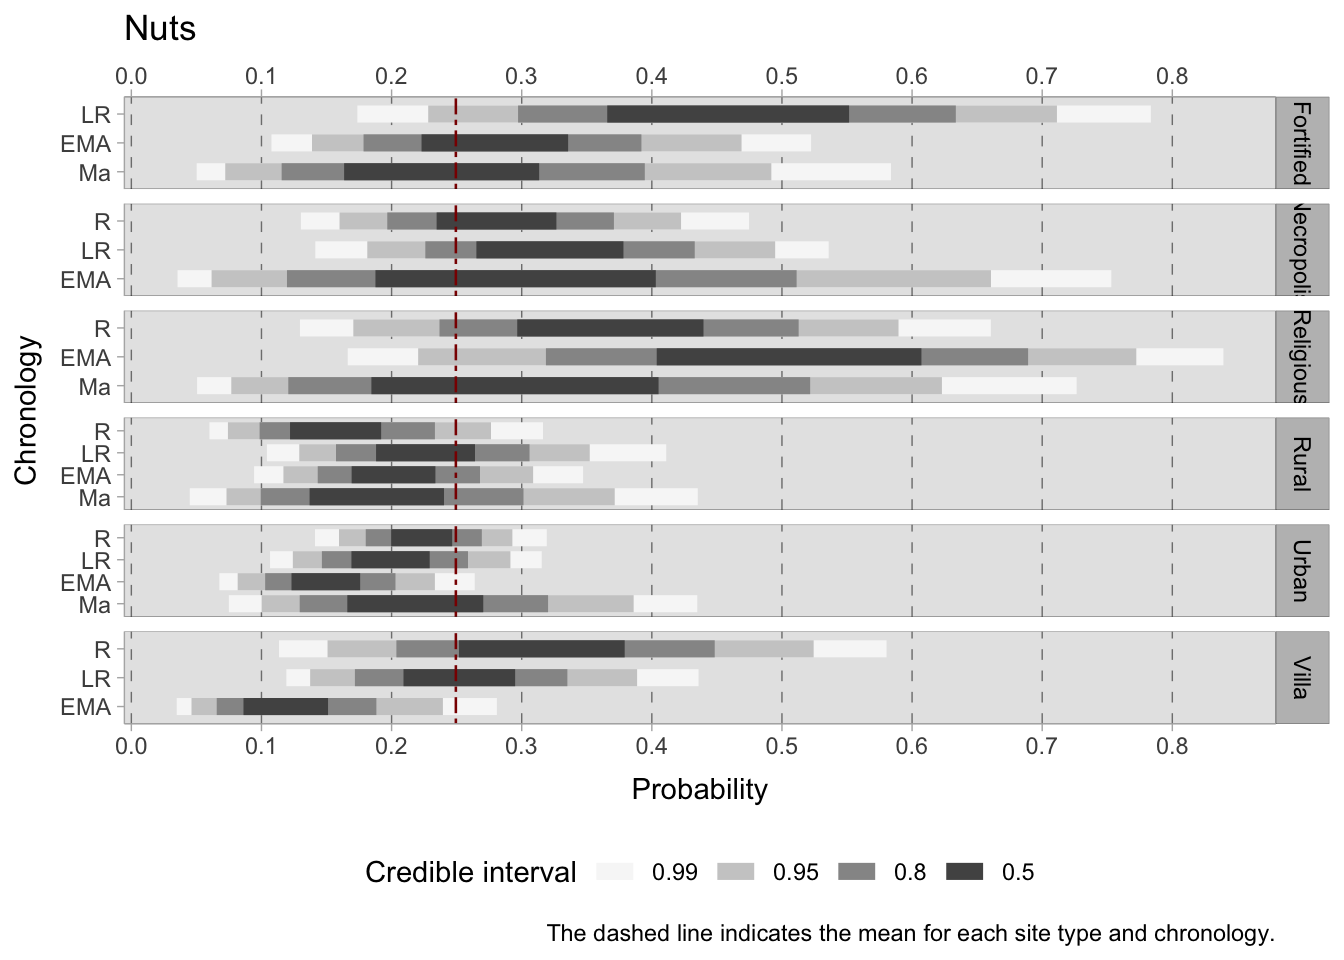 Nuts
0.0 0.1 0.2 0.3 0.4 0.5 0.6 0.7 0.8
LR
EMA
Ma
Fortified
R
LR
EMA
R
EMA
Ma
Religious
Chronology
R
LR
EMA
Ma
Rural
R
LR
EMA
Ma
Urban
R
LR
EMA
Villa
0.0 0.1 0.2 0.3 0.4 0.5 0.6 0.7 0.8
Probability
Credible interval 0.99 0.95 0.8 0.5
The dashed line indicates the mean for each site type and chronology.